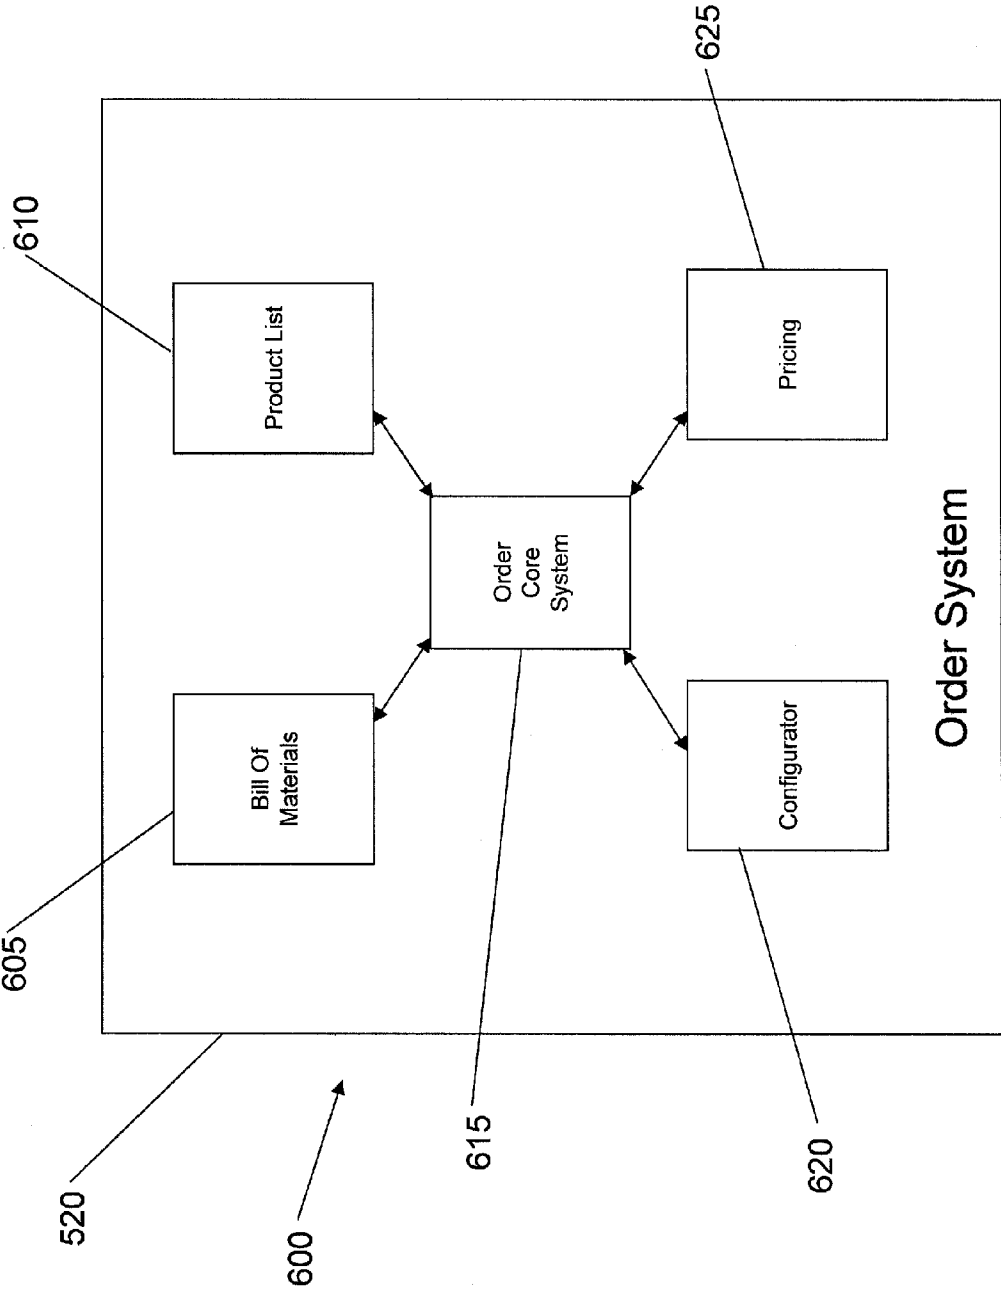 600
520
605
610
Bill Of
Materials
Product List
Order
Core
System
615
Configurator
Pricing
620
625
Order System